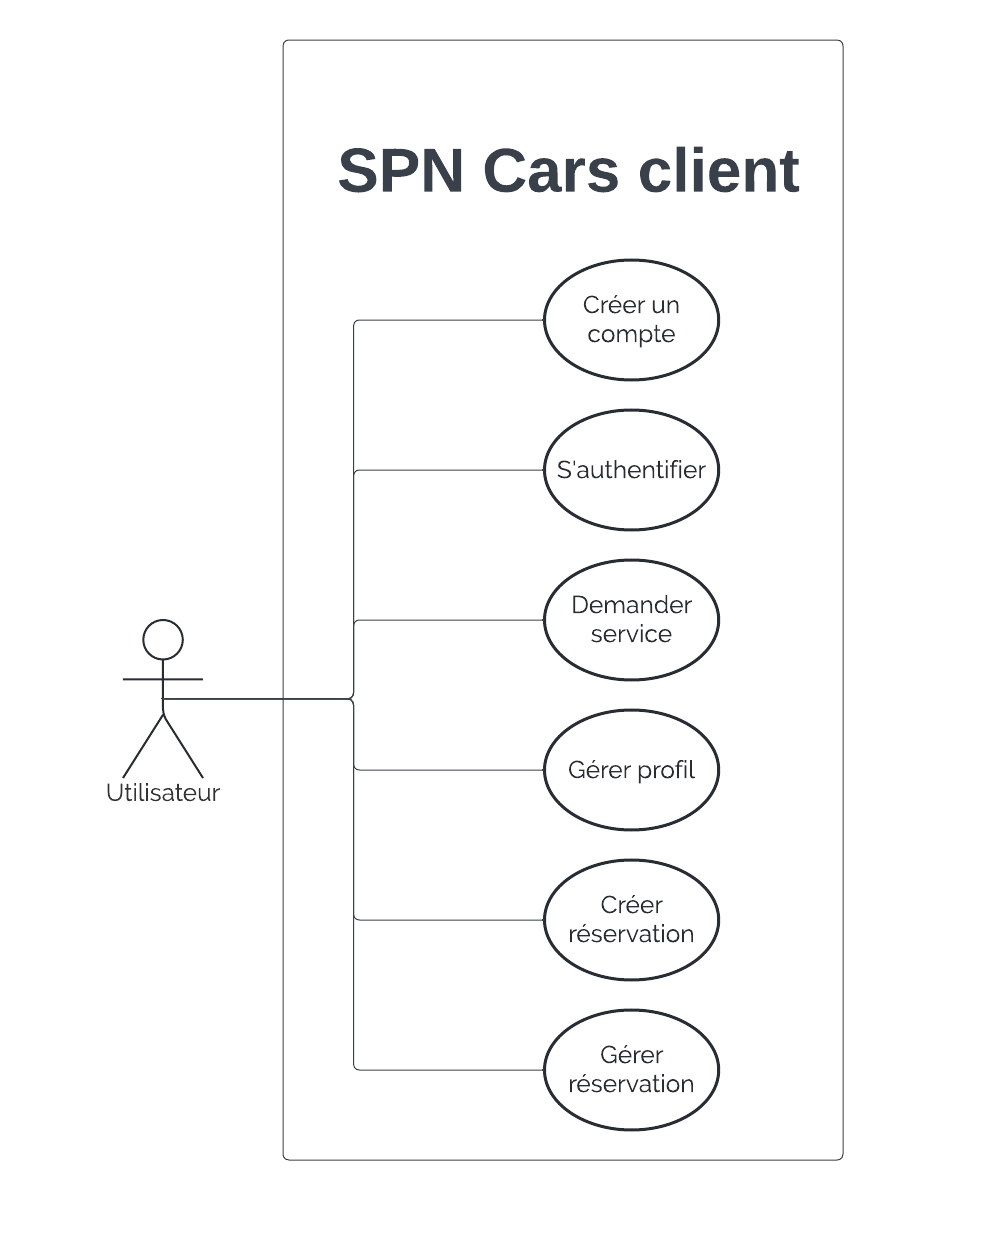 SPN Cars client
Créer un
compte
S'authentifier
Demander
service
Utilisateur
Gérer profil
Créer
réservation
Gérer
réservation